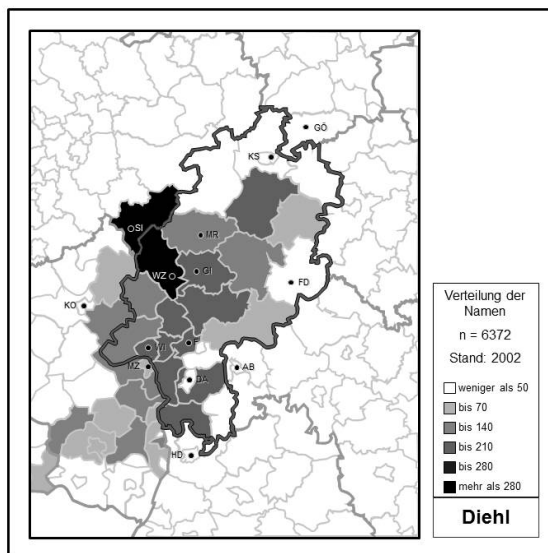 GÖ
KS
SI
MR
WZ
GI
FD
KO
WI
F
MZ
DA
AB
HD
Verteilung der
Namen
n = 6372
Stand: 2002
weniger als 50
bis 70
bis 140
bis 210
bis 280
mehr als 280
Diehl